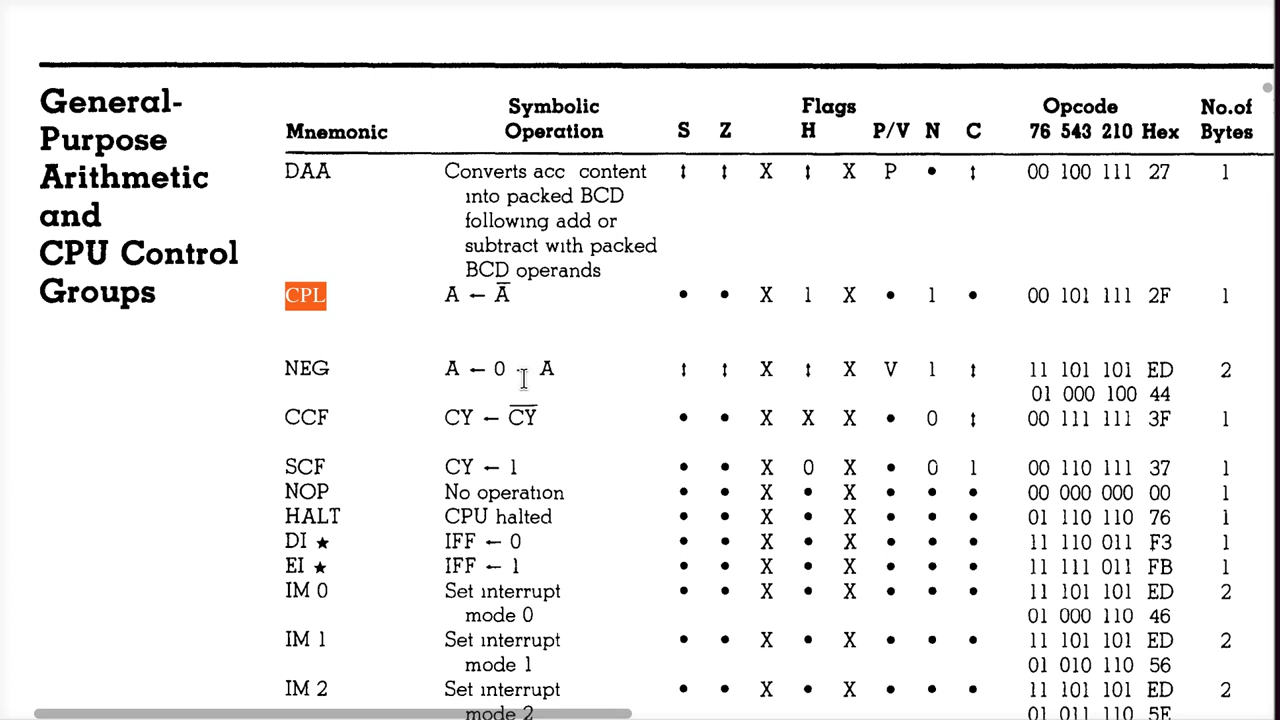 General-
Purpose
Arithmetic
and
CPU Control
Groups
Symbolic Flags Opcode No.of
Mnemonic Operation S Z H P/V N C 76 543 210 Hex Bytes
DAA Converts acc content ↕ ↕ X ↕ X P • ↕ 00 100 111 27 1
into packed BCD
following add or
subtract with packed
BCD operands
CPL A ← A̅ • • X 1 X • 1 • 00 101 111 2F 1
NEG A ← 0 - A ↕ ↕ X ↕ X V 1 ↕ 11 101 101 ED 2
01 000 100 44
CCF CY ← C̅Y̅ • • X X X • 0 ↕ 00 111 111 3F 1
SCF CY ← 1 • • X 0 X • 0 1 00 110 111 37 1
NOP No operation • • X • X • • • 00 000 000 00 1
HALT CPU halted • • X • X • • • 01 110 110 76 1
DI ★ IFF ← 0 • • X • X • • • 11 110 011 F3 1
EI ★ IFF ← 1 • • X • X • • • 11 111 011 FB 1
IM 0 Set interrupt • • X • X • • • 11 101 101 ED 2
mode 0 01 000 110 46
IM 1 Set interrupt • • X • X • • • 11 101 101 ED 2
mode 1 01 010 110 56
IM 2 Set interrupt • • X • X • • • 11 101 101 ED 2
mode 2 01 011 110 5E